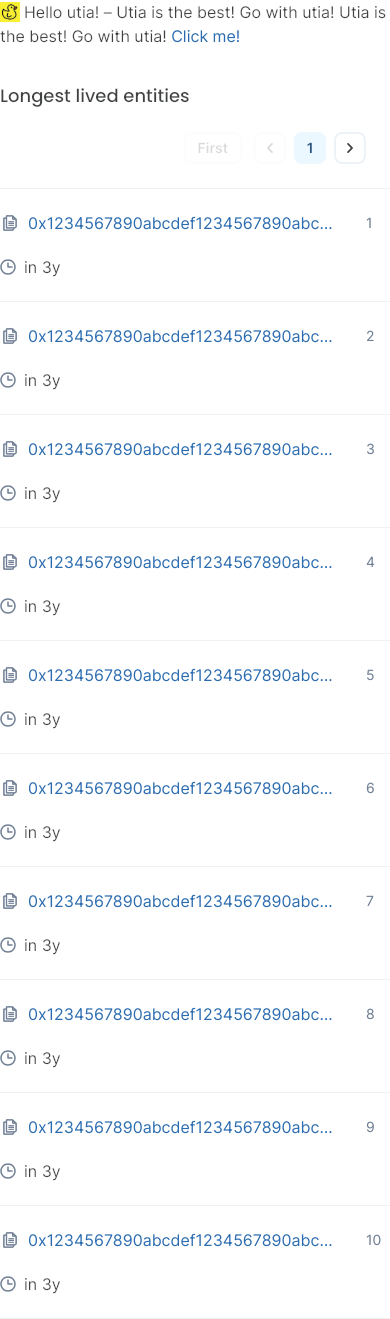 Hello utia! – Utia is the best! Go with utia! Utia is
the best! Go with utia! Click me!
Longest lived entities
First
1
0x1234567890abcdef1234567890abc... 1
in 3y
0x1234567890abcdef1234567890abc... 2
in 3y
0x1234567890abcdef1234567890abc... 3
in 3y
0x1234567890abcdef1234567890abc... 4
in 3y
0x1234567890abcdef1234567890abc... 5
in 3y
0x1234567890abcdef1234567890abc... 6
in 3y
0x1234567890abcdef1234567890abc... 7
in 3y
0x1234567890abcdef1234567890abc... 8
in 3y
0x1234567890abcdef1234567890abc... 9
in 3y
0x1234567890abcdef1234567890abc... 10
in 3y